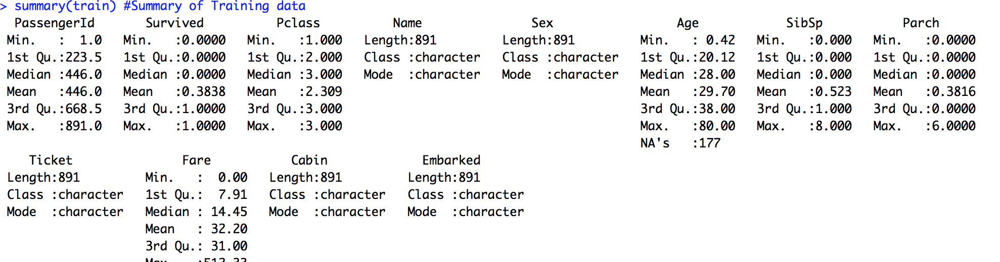 > summary(train) #Summary of Training data
  PassengerId       Survived          Pclass          Name                Sex                 Age            SibSp           Parch
 Min.   :  1.0   Min.   :0.0000   Min.   :1.000   Length:891         Length:891         Min.   : 0.42   Min.   :0.000   Min.   :0.0000
 1st Qu.:223.5   1st Qu.:0.0000   1st Qu.:2.000   Class :character   Class :character   1st Qu.:20.12   1st Qu.:0.000   1st Qu.:0.0000
 Median :446.0   Median :0.0000   Median :3.000   Mode  :character   Mode  :character   Median :28.00   Median :0.000   Median :0.0000
 Mean   :446.0   Mean   :0.3838   Mean   :2.309                                         Mean   :29.70   Mean   :0.523   Mean   :0.3816
 3rd Qu.:668.5   3rd Qu.:1.0000   3rd Qu.:3.000                                         3rd Qu.:38.00   3rd Qu.:1.000   3rd Qu.:0.0000
 Max.   :891.0   Max.   :1.0000   Max.   :3.000                                         Max.   :80.00   Max.   :8.000   Max.   :6.0000
                                                                                        NA's   :177
    Ticket               Fare           Cabin             Embarked
 Length:891         Min.   :  0.00   Length:891         Length:891
 Class :character   1st Qu.:  7.91   Class :character   Class :character
 Mode  :character   Median : 14.45   Mode  :character   Mode  :character
                    Mean   : 32.20
                    3rd Qu.: 31.00
                    Max.   :512.33